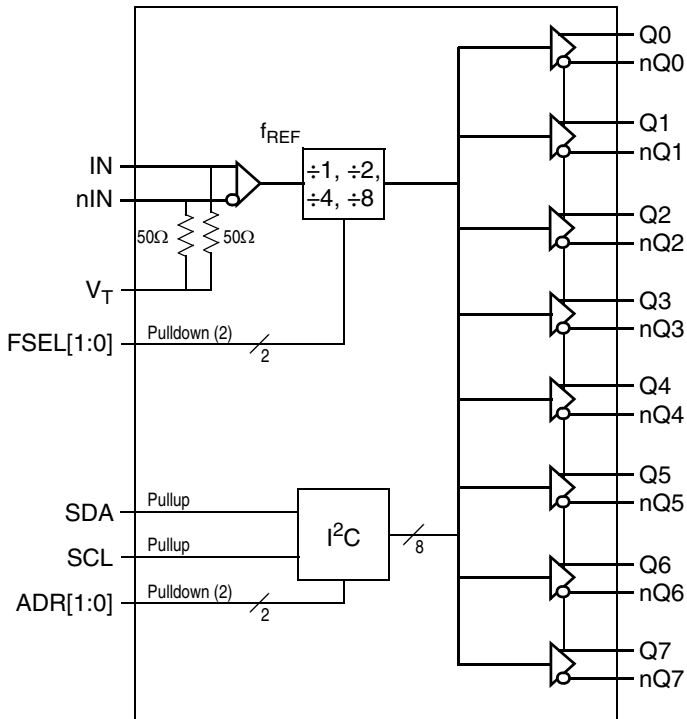 Q0
nQ0
Q1
nQ1
Q2
nQ2
Q3
nQ3
Q4
nQ4
Q5
nQ5
Q6
nQ6
Q7
nQ7
fREF
IN
nIN
÷1, ÷2,
÷4, ÷8
50Ω
50Ω
VT
FSEL[1:0]
Pulldown (2)
2
SDA
Pullup
I²C
SCL
Pullup
8
ADR[1:0]
Pulldown (2)
2